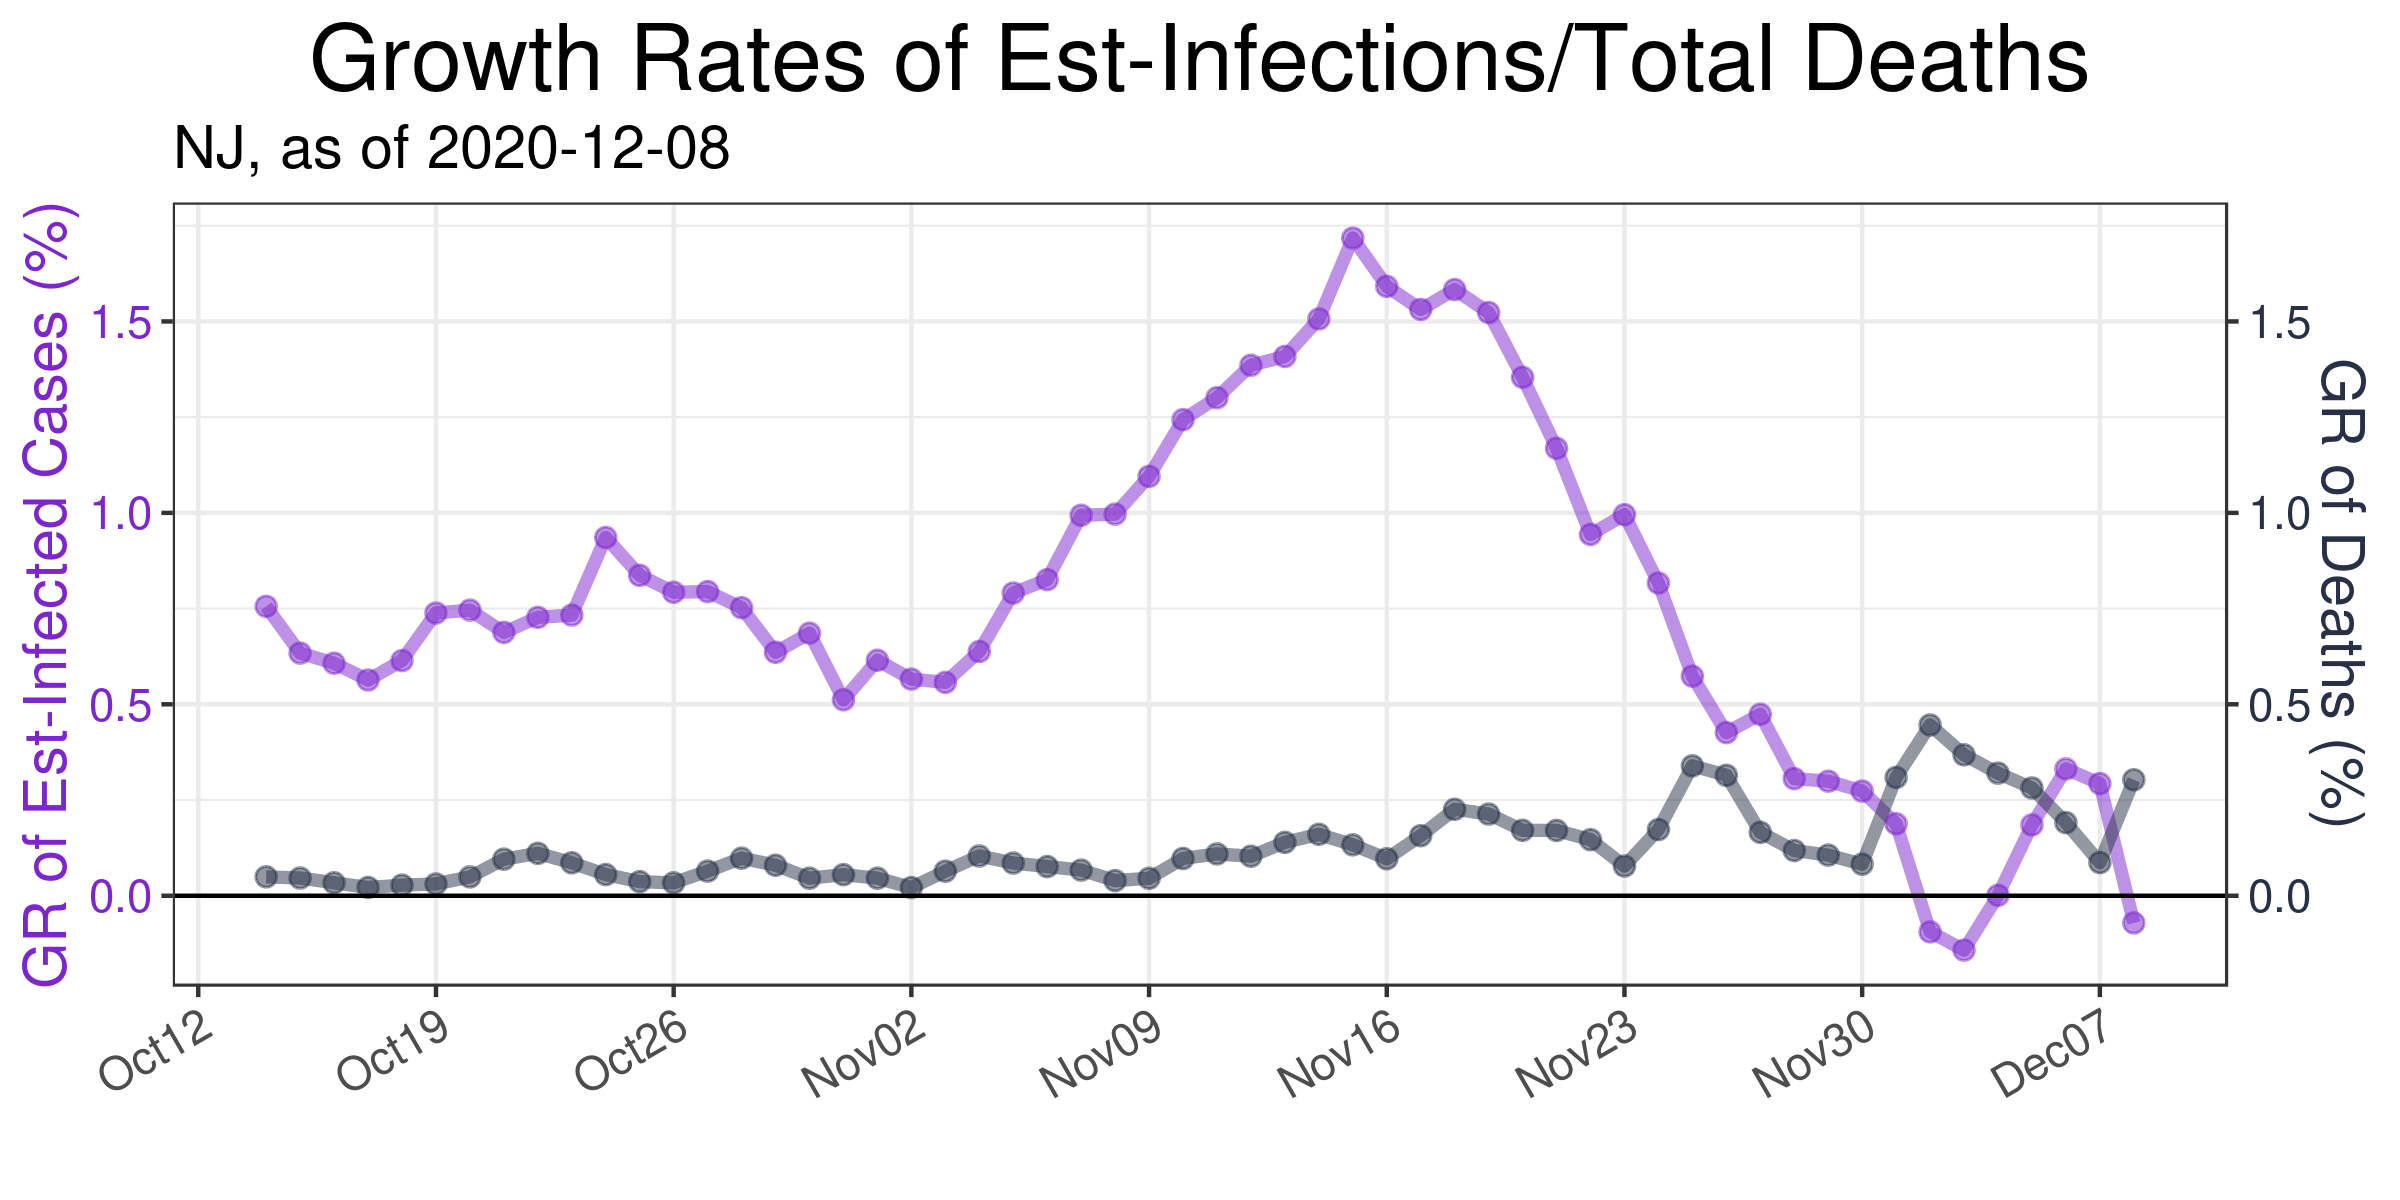 Growth Rates of Est-Infections/Total Deaths
NJ, as of 2020-12-08
GR of Est-Infected Cases (%)
1.5
1.0
0.5
0.0
1.5
1.0
0.5
0.0
GR of Deaths (%)
Oct12
Oct19
Oct26
Nov02
Nov09
Nov16
Nov23
Nov30
Dec07